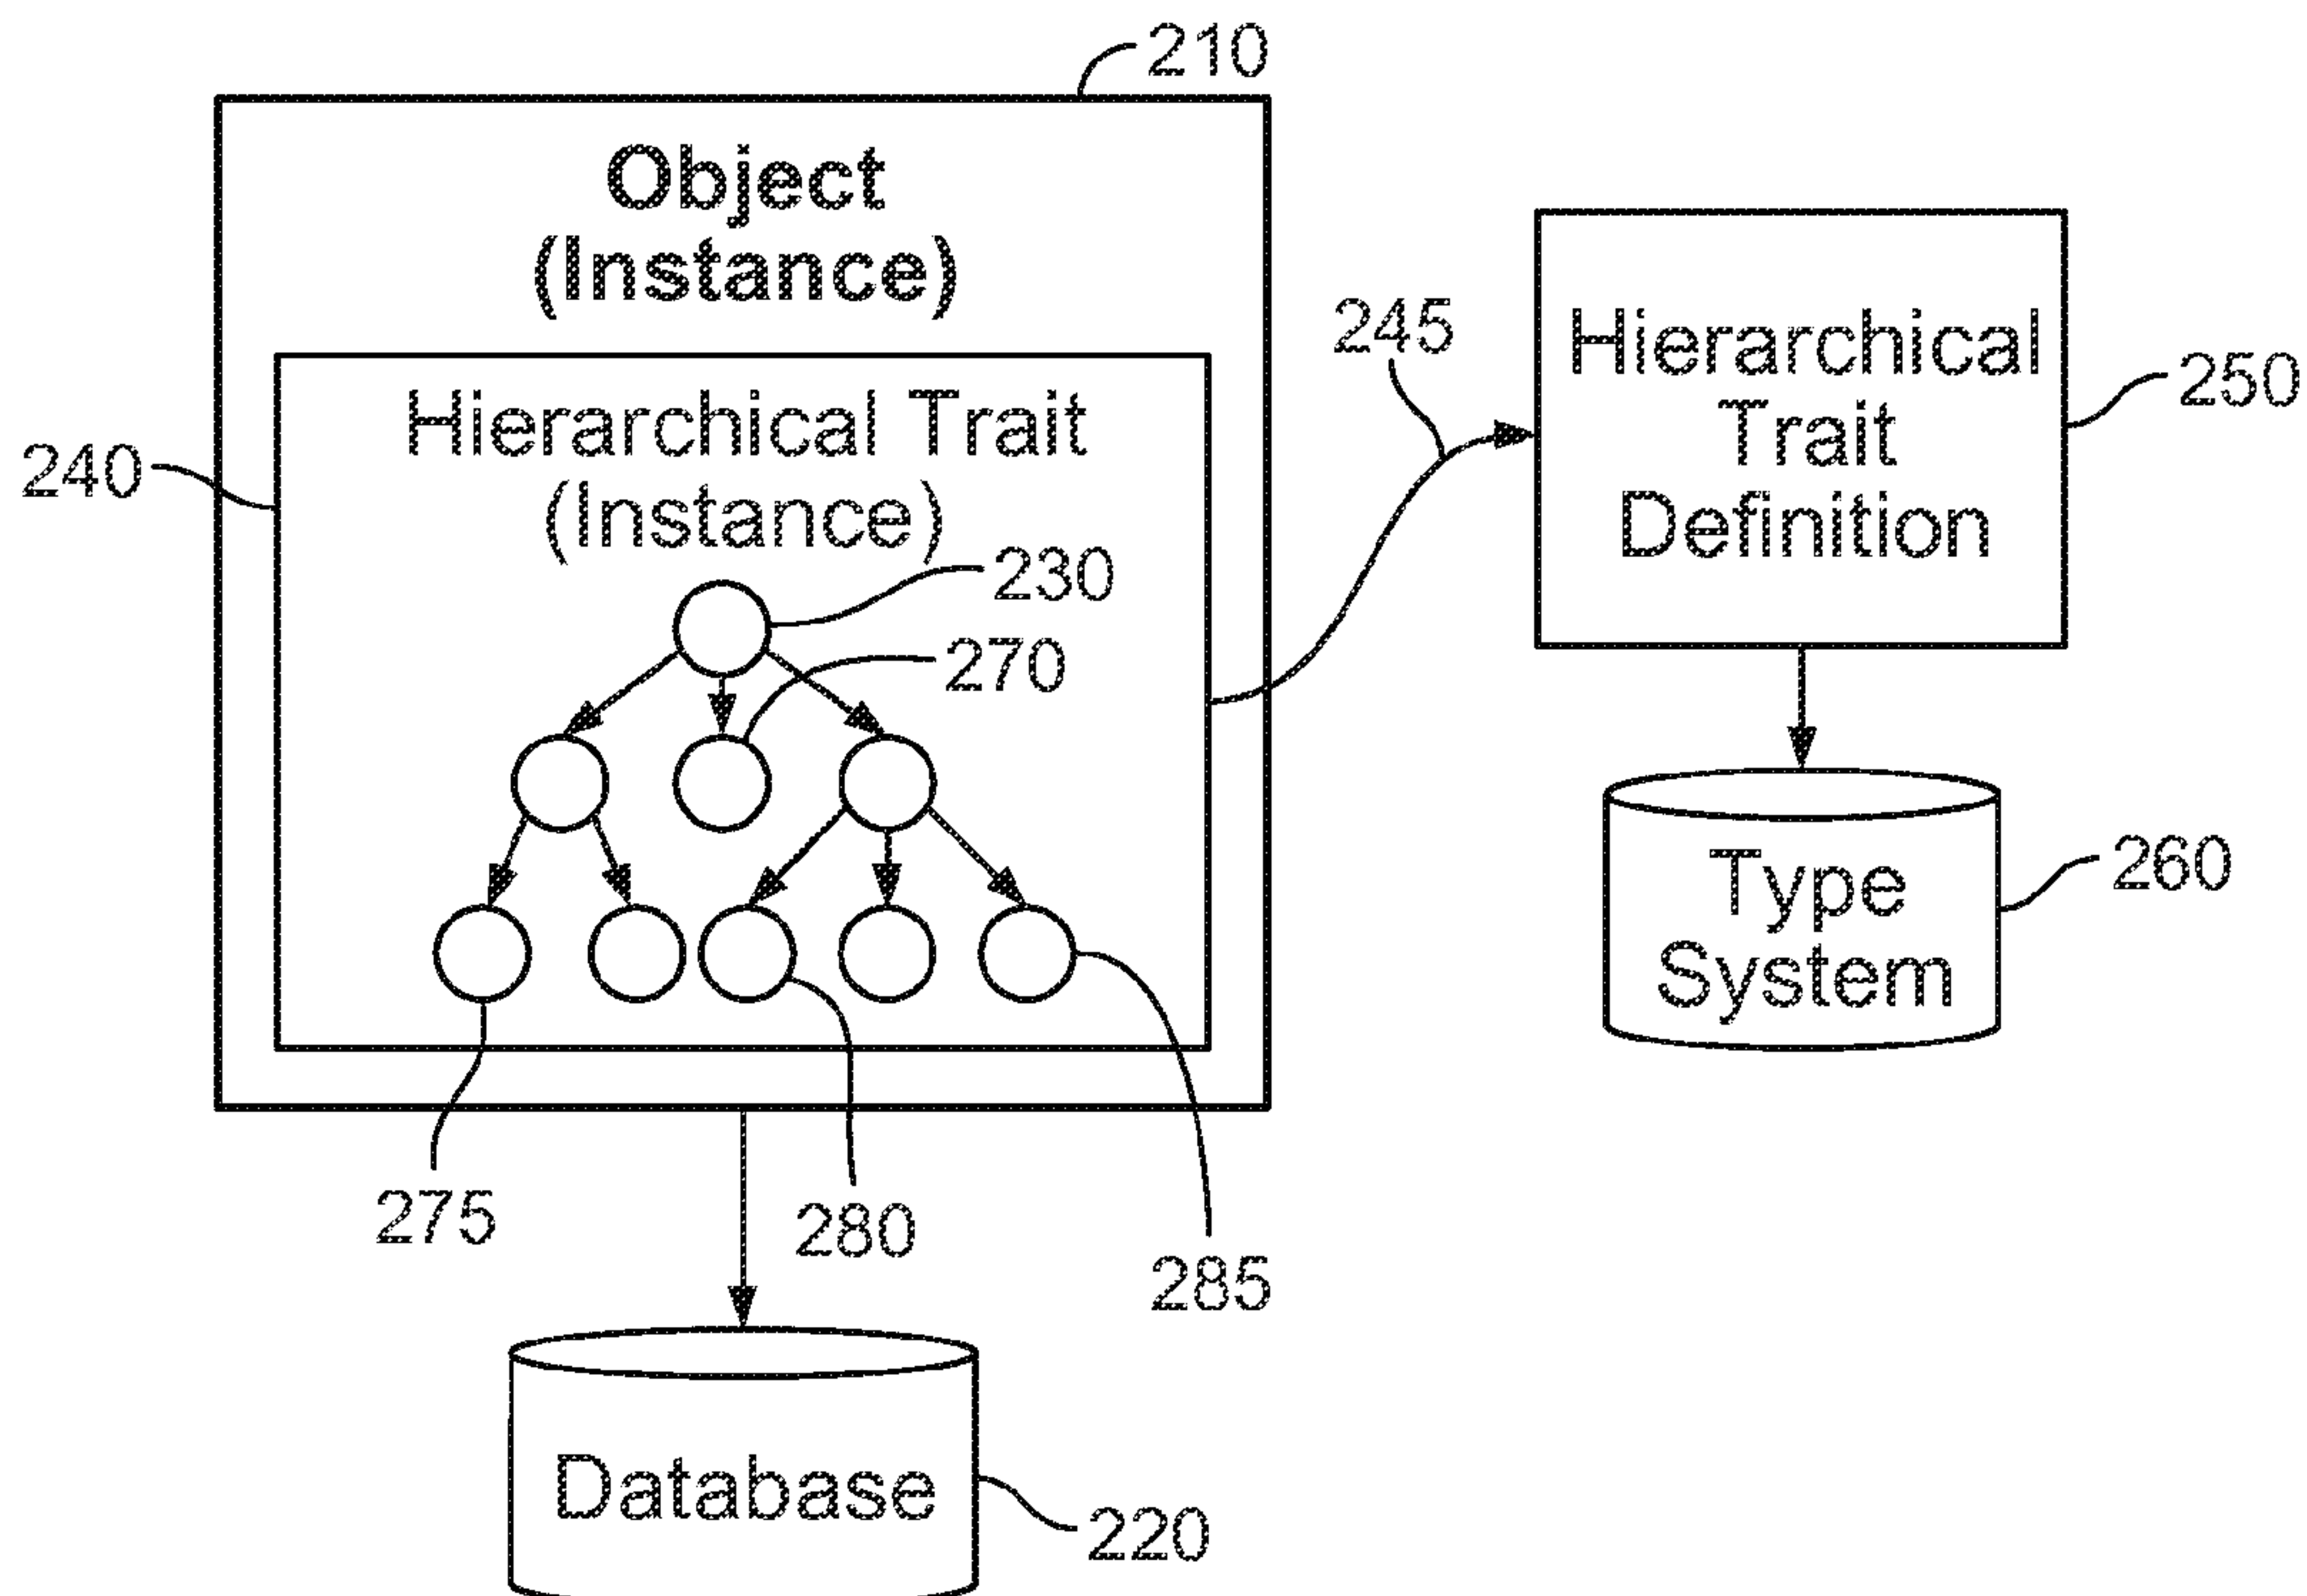 210
Object
(Instance)
Hierarchical Trait
(Instance)
240
230
270
245
Hierarchical
Trait
Definition
250
Type
System
260
275
280
285
Database
220